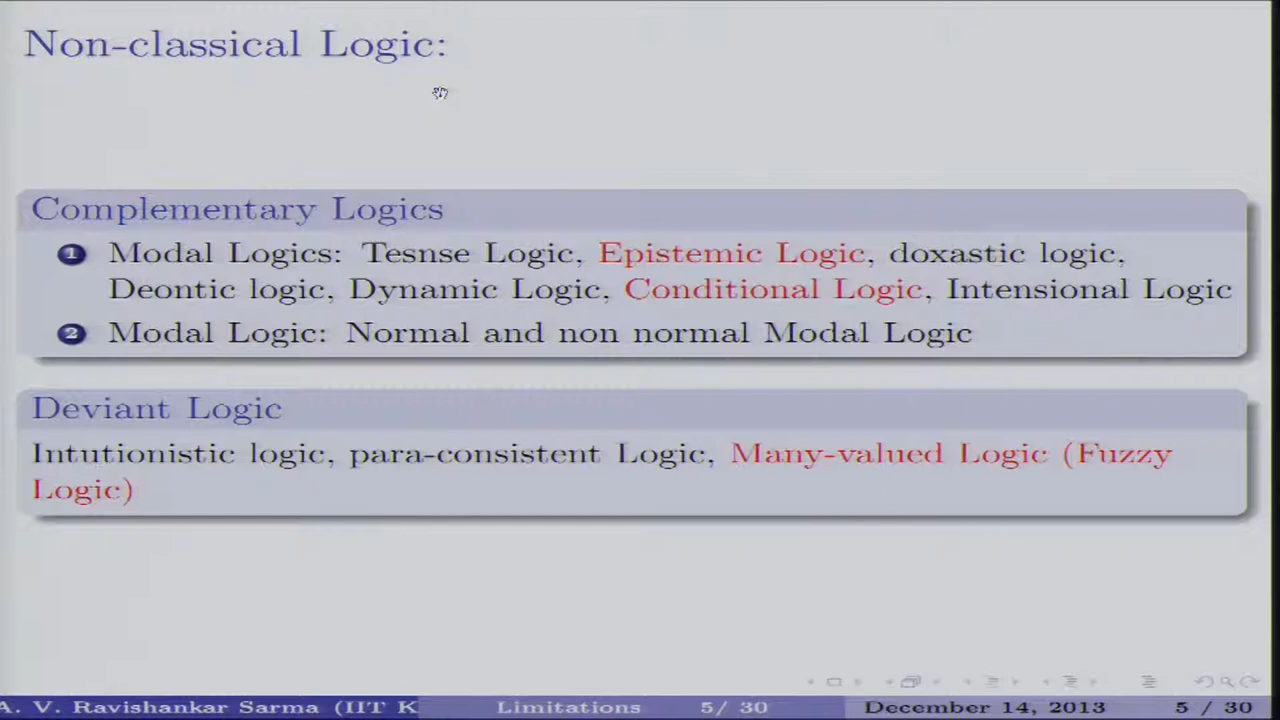 Non-classical Logic:
Complementary Logics
1 Modal Logics: Tesnse Logic, Epistemic Logic, doxastic logic,
Deontic logic, Dynamic Logic, Conditional Logic, Intensional Logic
2 Modal Logic: Normal and non normal Modal Logic
Deviant Logic
Intutionistic logic, para-consistent Logic, Many-valued Logic (Fuzzy
Logic)
A. V. Ravishankar Sarma (IIT K Limitations 5/ 30 December 14, 2013 5 / 30